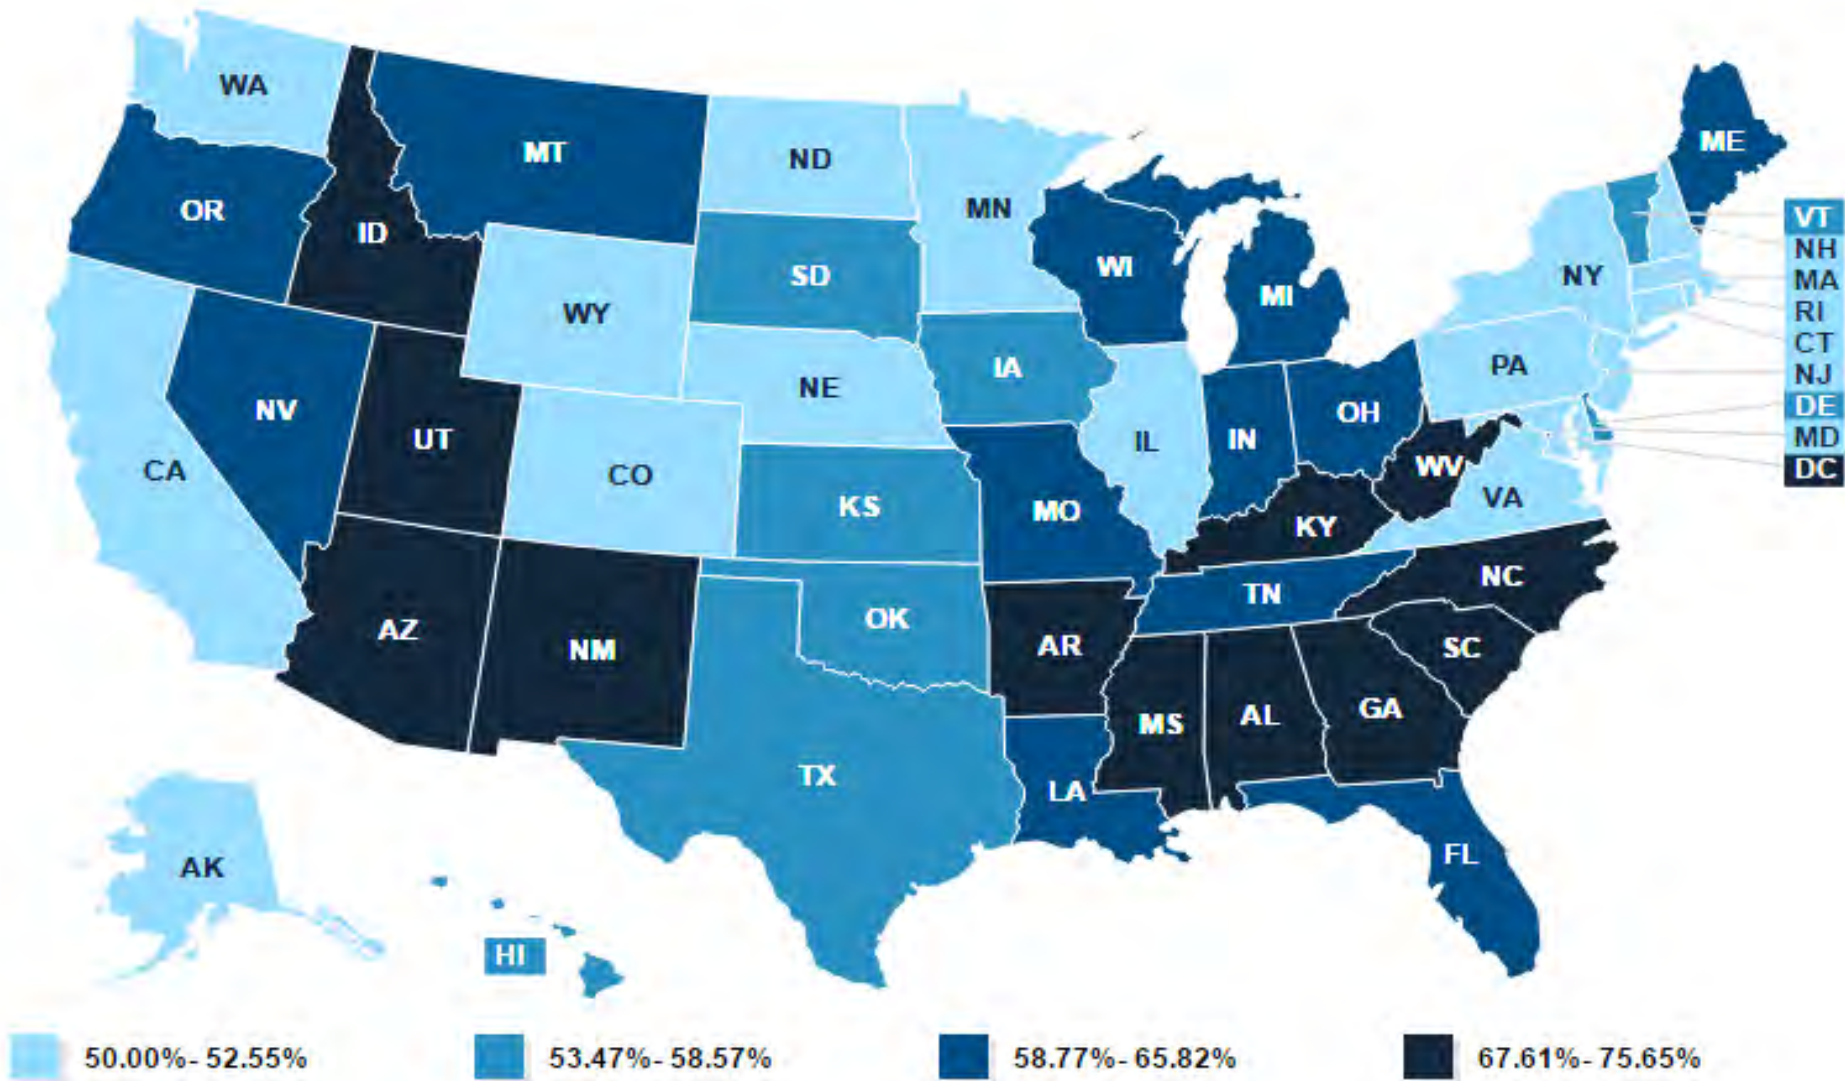 WA
MT
ND
ME
MN
OR
ID
VT
NH
WI
SD
NY
MA
MI
WY
RI
CT
PA
IA
NJ
NE
DE
NV
OH
MD
UT
IN
IL
WV
DC
CA
CO
VA
KS
MO
KY
NC
TN
OK
AZ
AR
SC
NM
GA
AL
MS
TX
LA
FL
AK
HI
50.00%- 52.55%
53.47%- 58.57%
58.77%- 65.82%
67.61%- 75.65%